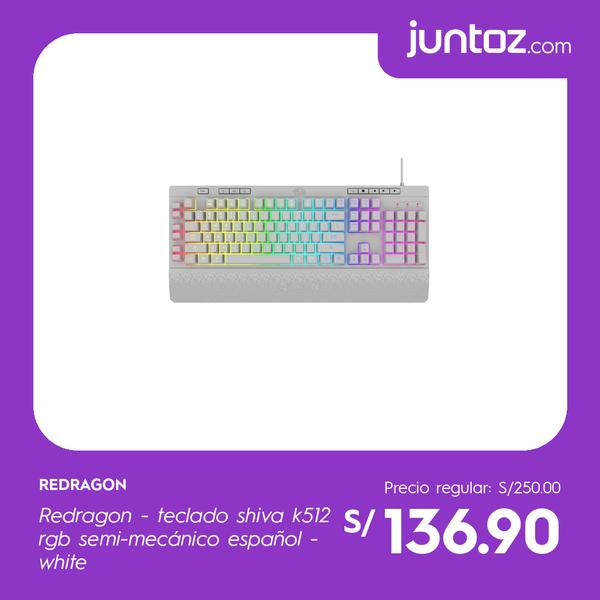 juntoz.com
REDRAGON
Precio regular: S/250.00
Redragon - teclado shiva k512
rgb semi-mecánico español -
white
S/136.90